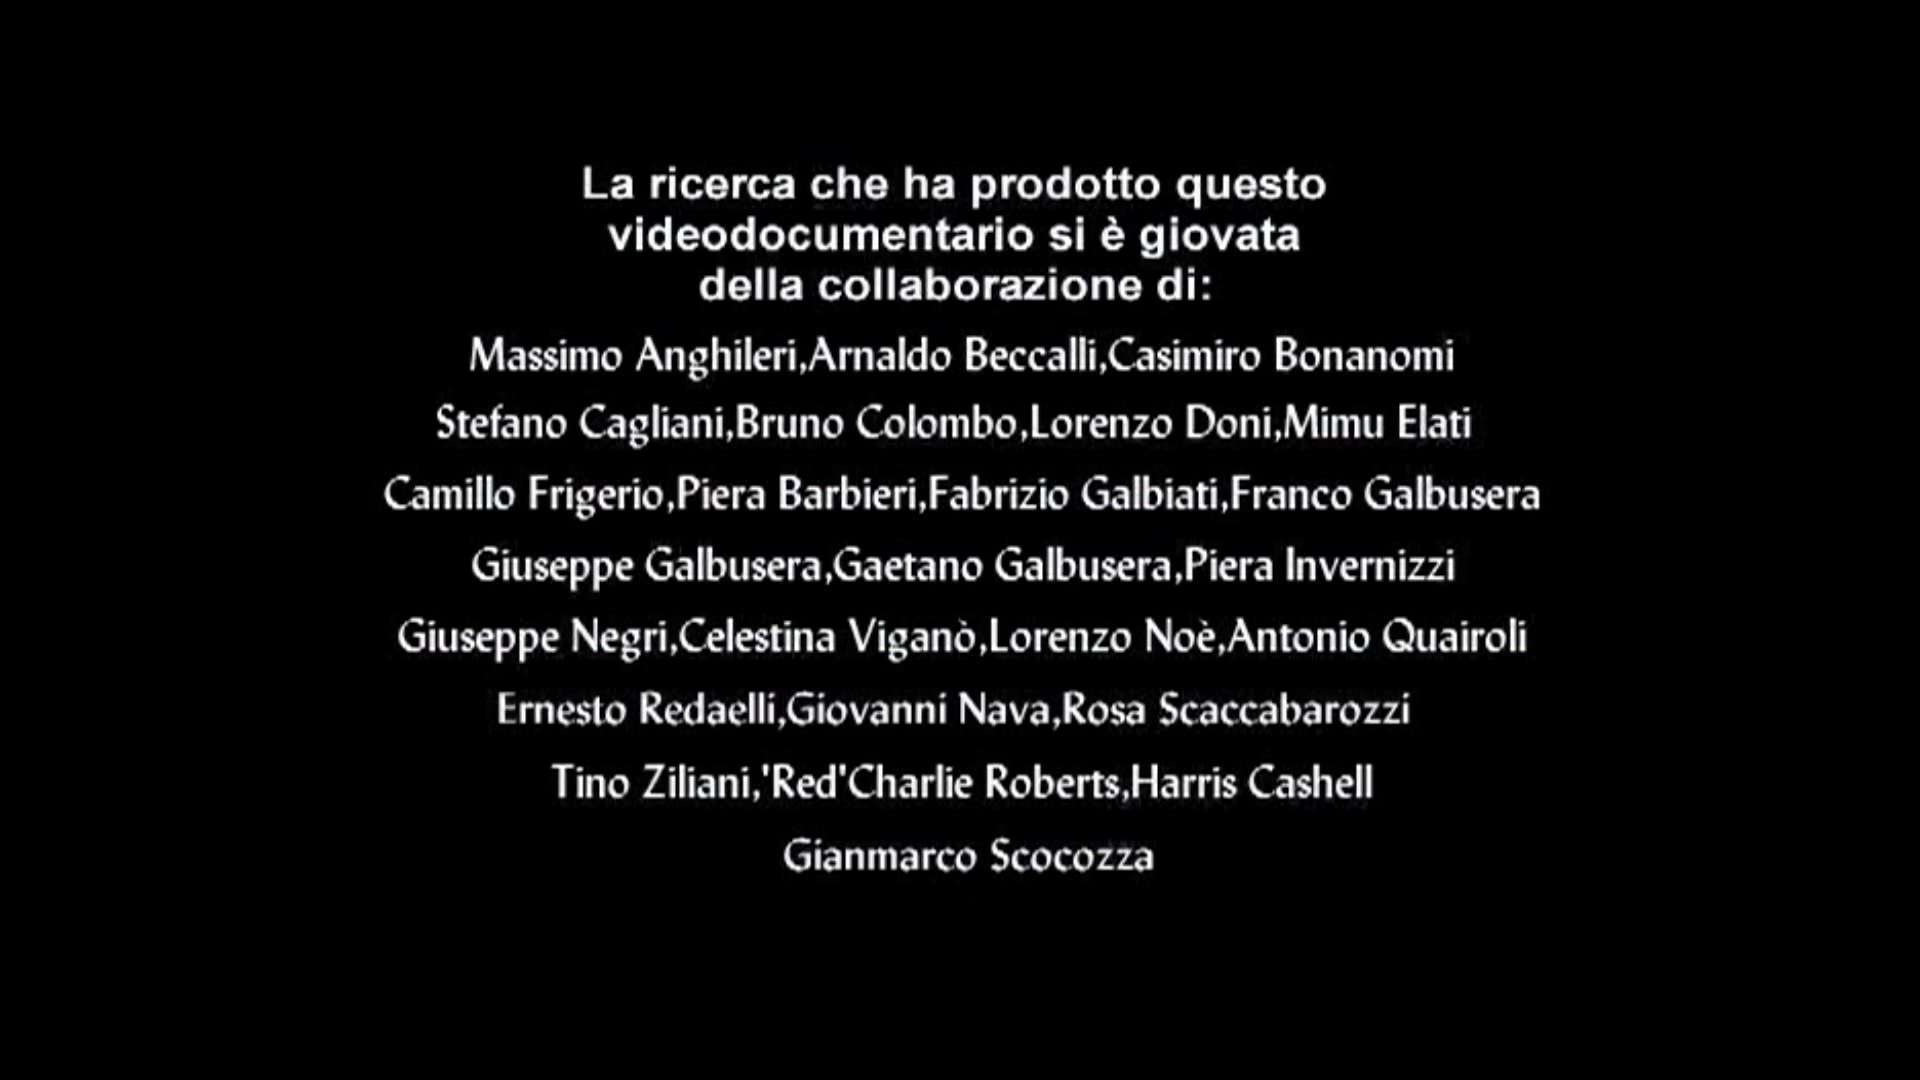 La ricerca che ha prodotto questo
videodocumentario si è giovata
della collaborazione di:
Massimo Anghileri,Arnaldo Beccalli,Casimiro Bonanomi
Stefano Cagliani,Bruno Colombo,Lorenzo Doni,Mimu Elati
Camillo Frigerio,Piera Barbieri,Fabrizio Galbiati,Franco Galbusera
Giuseppe Galbusera,Gaetano Galbusera,Piera Invernizzi
Giuseppe Negri,Celestina Viganò,Lorenzo Noè,Antonio Quairoli
Ernesto Redaelli,Giovanni Nava,Rosa Scaccabarozzi
Tino Ziliani,'Red'Charlie Roberts,Harris Cashell
Gianmarco Scocozza